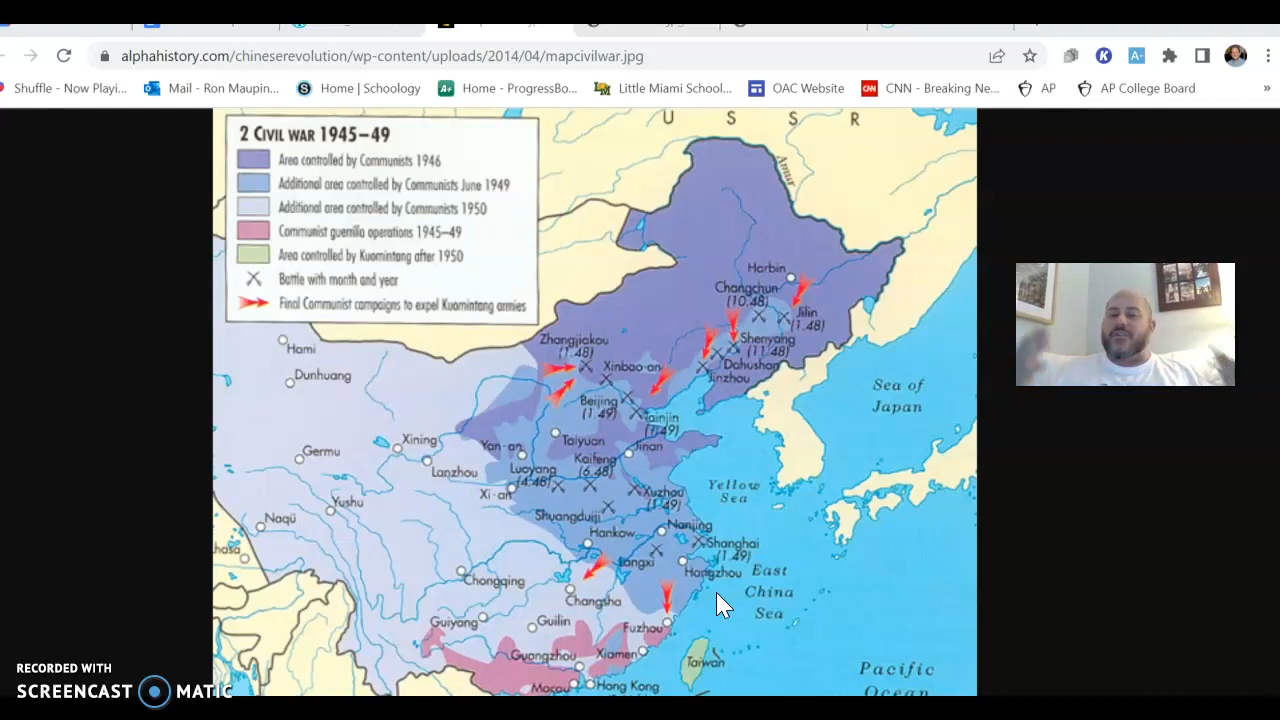 alphahistory.com/chineserevolution/wp-content/uploads/2014/04/mapcivilwar.jpg
Shuffle - Now Playi...
Mail - Ron Maupin...
Home | Schoology
Home - ProgressBo...
Little Miami School...
OAC Website
CNN - Breaking Ne...
AP
AP College Board
»
U S S R
2 CIVIL WAR 1945–49
Area controlled by Communists 1946
Additional area controlled by Communists June 1949
Additional area controlled by Communists 1950
Communist guerrilla operations 1945–49
Area controlled by Kuomintang after 1950
Battle with month and year
Final Communist campaigns to expel Kuomintang armies
Amur
Harbin
Changchun
(10.48)
Jilin
(1.48)
Shenyang
(11.48)
Zhangjiakou
(1.48)
Hami
Xinbao-an
Dahushan
Jinzhou
Dunhuang
Beijing
(1.49)
Tainjin
(1.49)
Sea of
Japan
Taiyuan
Jinan
Xining
Yan-an
Germu
Lanzhou
Luoyang
(4.48)
Kaifeng
(6.48)
Xi-an
Xuzhou
(1.49)
Yellow
Sea
Yushu
Naqü
Shuangduiji
Nanjing
Hankow
Shanghai
(1.49)
Langxi
Hangzhou
East
China
Sea
hasa
Chongqing
Changsha
Guiyang
Guilin
Fuzhou
Guangzhou
Xiamen
Taiwan
Macau
Hong Kong
Pacific
Ocean
RECORDED WITH
SCREENCAST MATIC